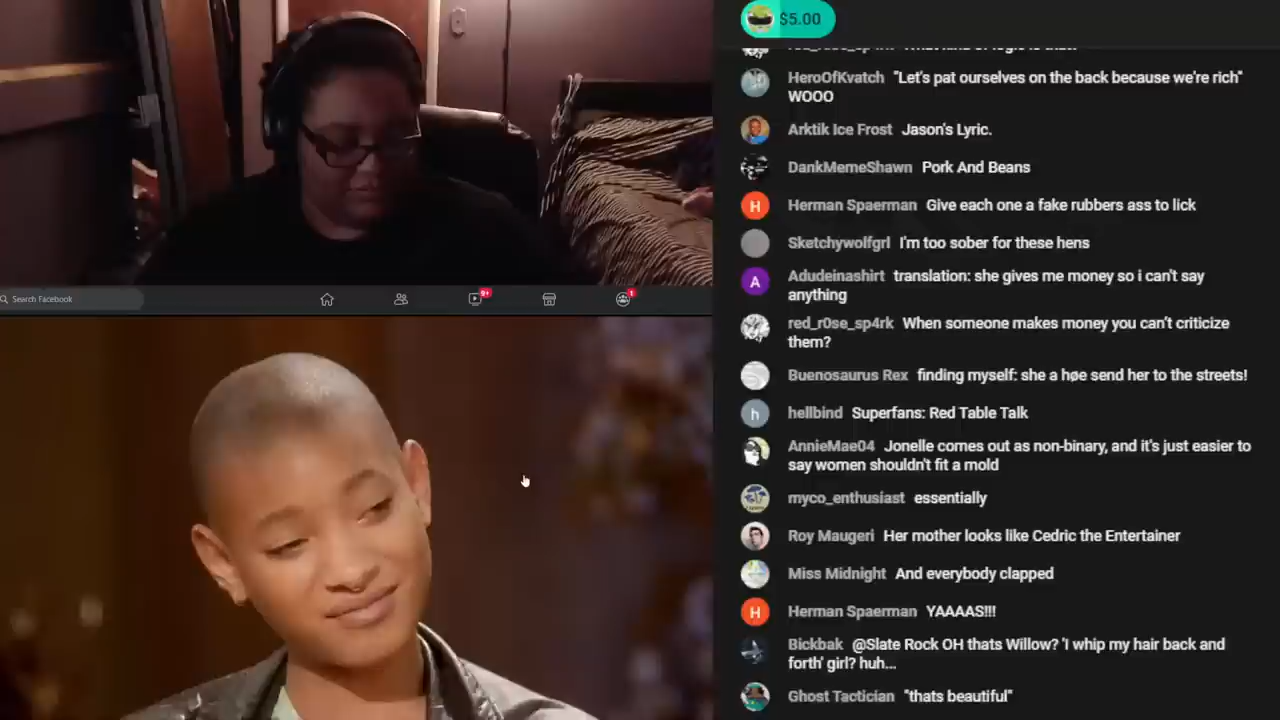 $5.00
HeroOfKvatch "Let's pat ourselves on the back because we're rich"
WOOO
Arktik Ice Frost Jason's Lyric.
DankMemeShawn Pork And Beans
H Herman Spaerman Give each one a fake rubbers ass to lick
Sketchywolfgrl I'm too sober for these hens
A Adudeinashirt translation: she gives me money so i can't say
anything
red_r0se_sp4rk When someone makes money you can't criticize
them?
Buenosaurus Rex finding myself: she a høe send her to the streets!
h hellbind Superfans: Red Table Talk
AnnieMae04 Jonelle comes out as non-binary, and it's just easier to
say women shouldn't fit a mold
myco_enthusiast essentially
Roy Maugeri Her mother looks like Cedric the Entertainer
Miss Midnight And everybody clapped
H Herman Spaerman YAAAAS!!!
Bickbak @Slate Rock OH thats Willow? 'I whip my hair back and
forth' girl? huh...
Ghost Tactician "thats beautiful"
Search Facebook
9+
1